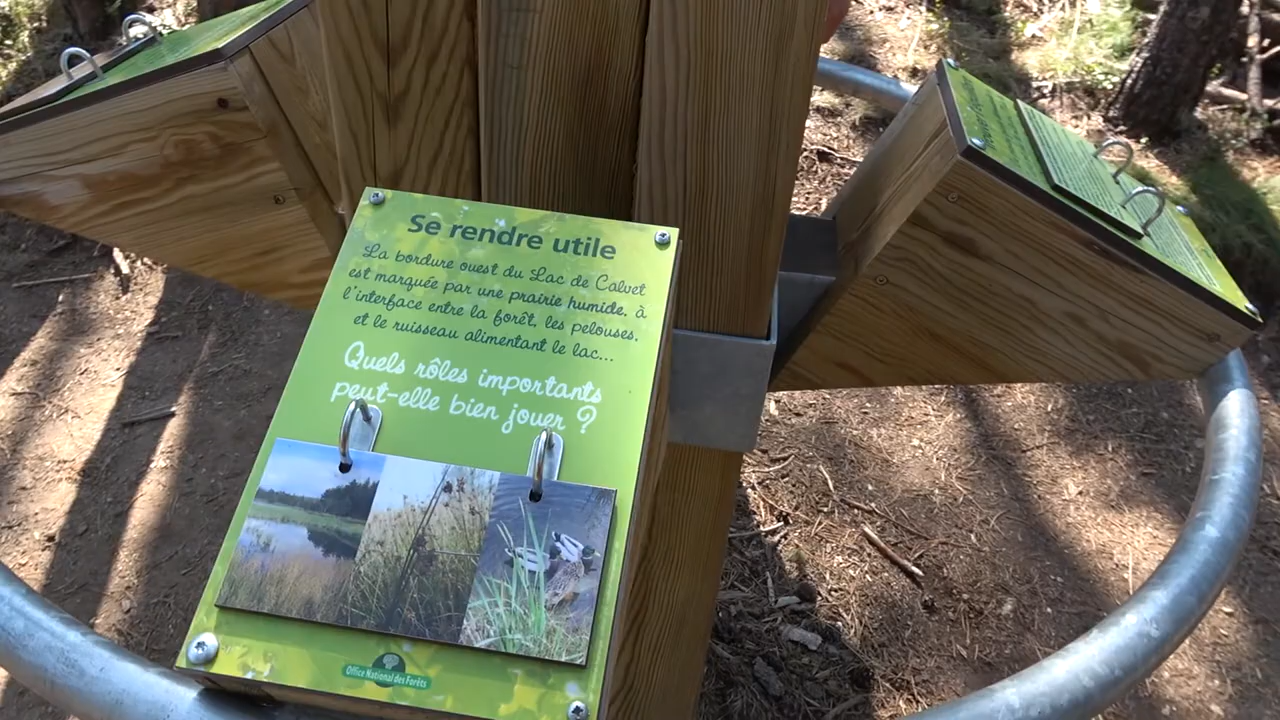 Se rendre utile
La bordure ouest du Lac de Calvet
est marquée par une prairie humide, à
l'interface entre la forêt, les pelouses,
et le ruisseau alimentant le lac...
Quels rôles importants
peut-elle bien jouer ?
Office National des Forêts